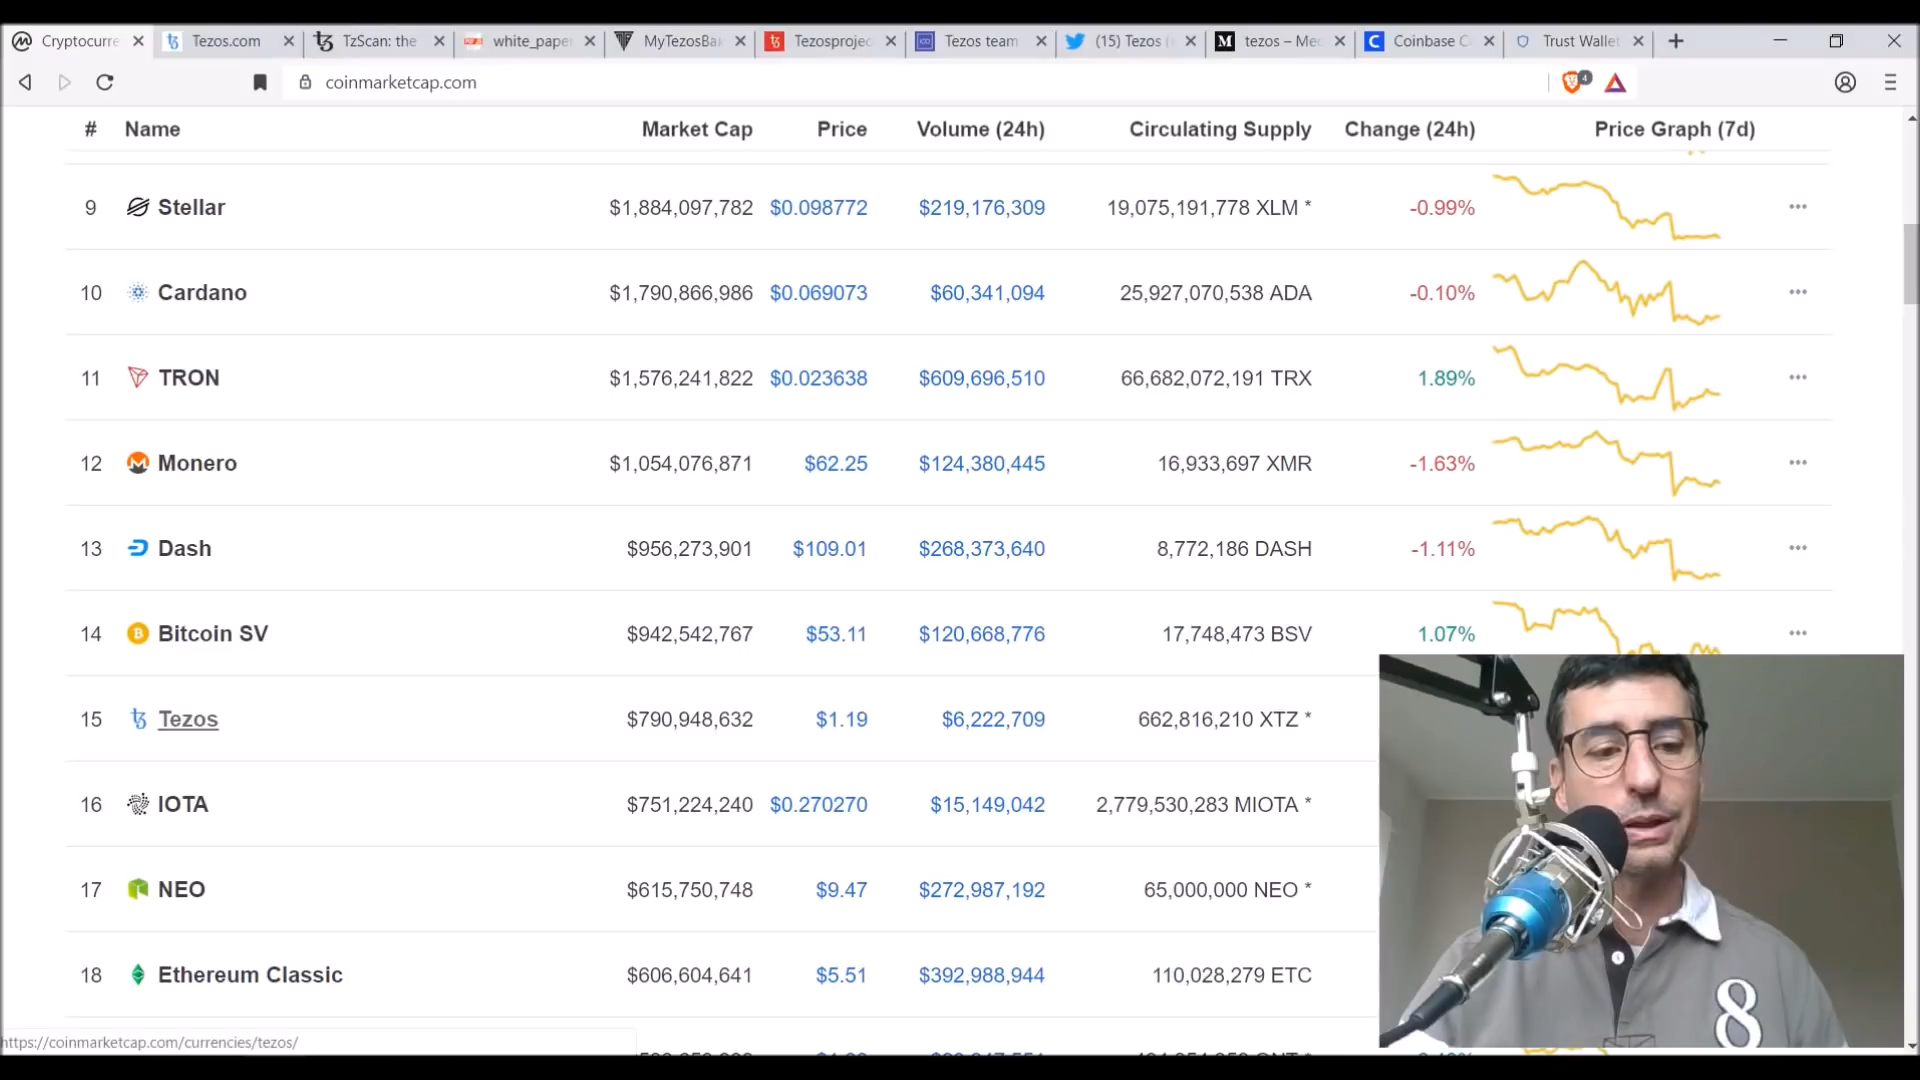 Cryptocurre
Tezos.com
TzScan: the
white_pape
MyTezosBa
Tezosprojec
Tezos team
(15) Tezos (
tezos – Med
Coinbase C
Trust Wallet
coinmarketcap.com
4
# Name Market Cap Price Volume (24h) Circulating Supply Change (24h) Price Graph (7d)
9 Stellar $1,884,097,782 $0.098772 $219,176,309 19,075,191,778 XLM * -0.99%
10 Cardano $1,790,866,986 $0.069073 $60,341,094 25,927,070,538 ADA -0.10%
11 TRON $1,576,241,822 $0.023638 $609,696,510 66,682,072,191 TRX 1.89%
12 Monero $1,054,076,871 $62.25 $124,380,445 16,933,697 XMR -1.63%
13 Dash $956,273,901 $109.01 $268,373,640 8,772,186 DASH -1.11%
14 Bitcoin SV $942,542,767 $53.11 $120,668,776 17,748,473 BSV 1.07%
15 Tezos $790,948,632 $1.19 $6,222,709 662,816,210 XTZ *
16 IOTA $751,224,240 $0.270270 $15,149,042 2,779,530,283 MIOTA *
17 NEO $615,750,748 $9.47 $272,987,192 65,000,000 NEO *
18 Ethereum Classic $606,604,641 $5.51 $392,988,944 110,028,279 ETC
https://coinmarketcap.com/currencies/tezos/
8